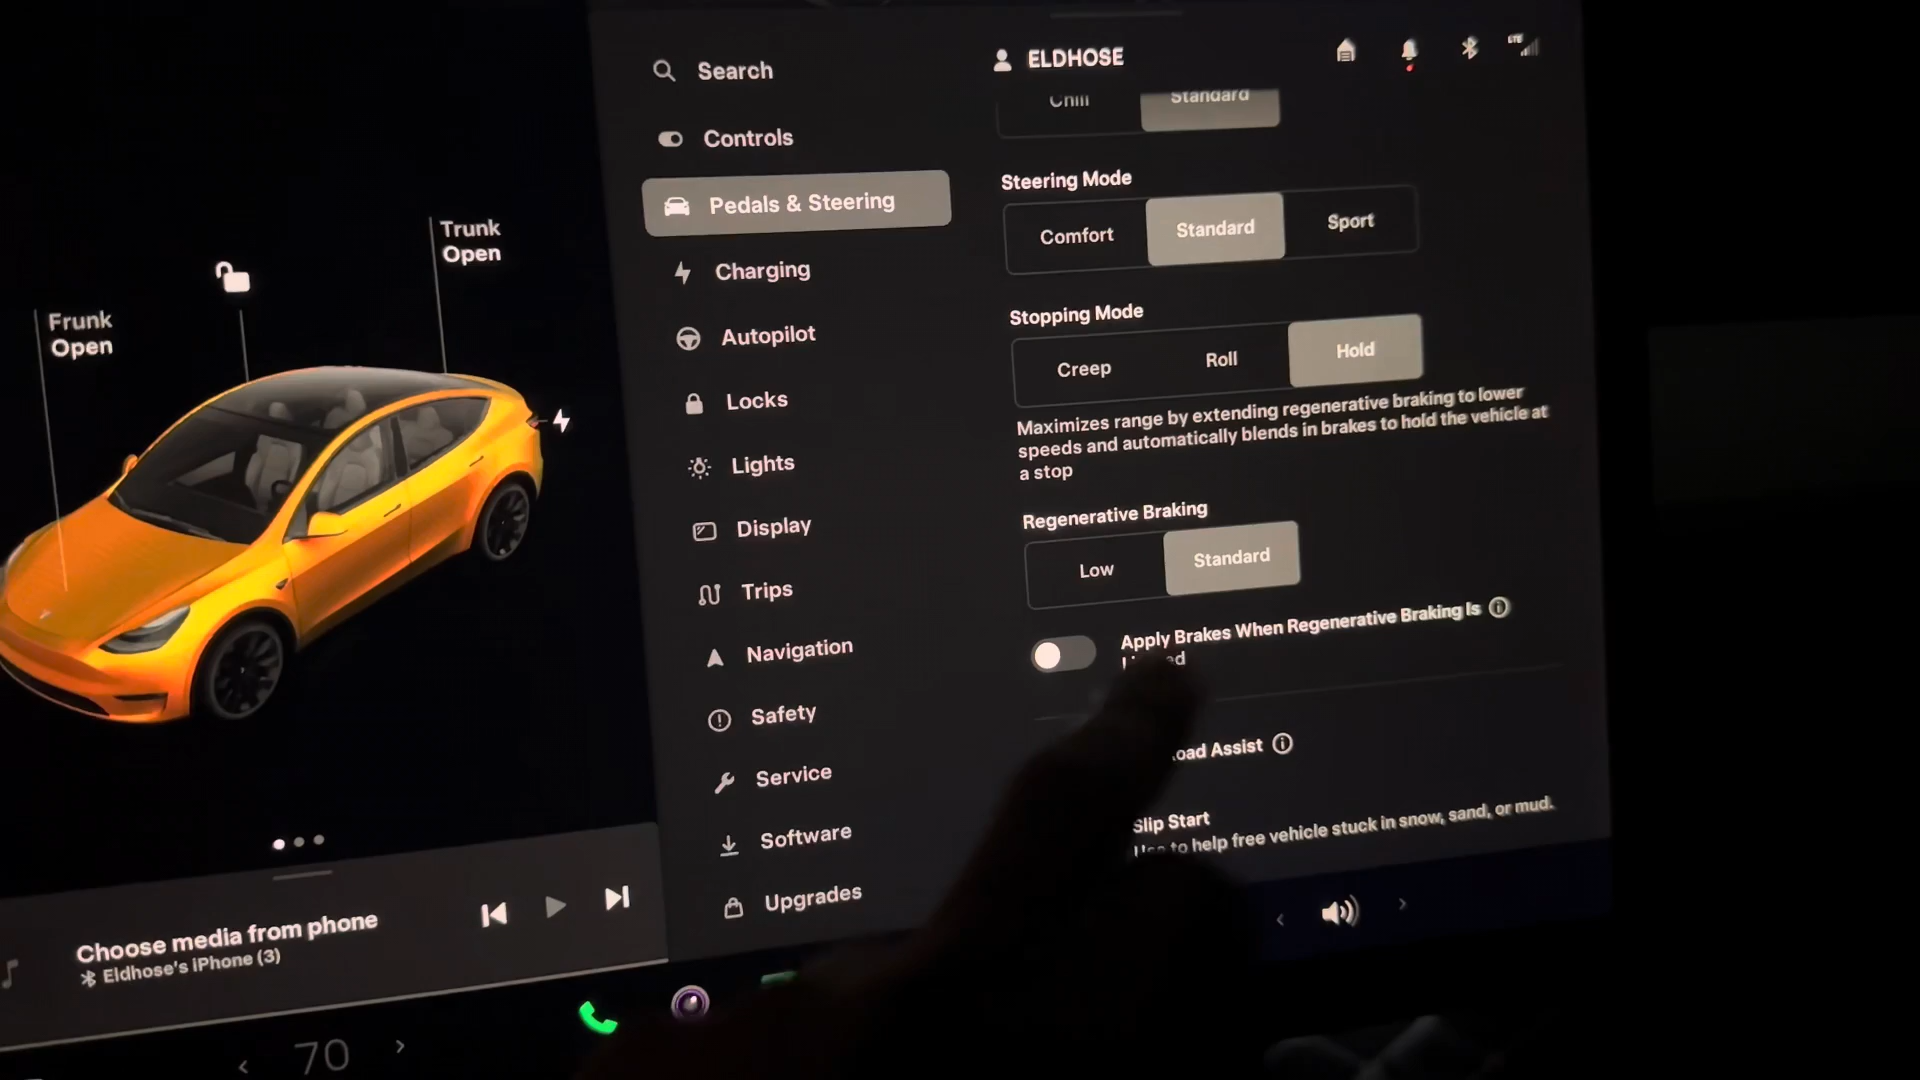 Search
Controls
Pedals & Steering
Charging
Autopilot
Locks
Lights
Display
Trips
Navigation
Safety
Service
Software
Upgrades
ELDHOSE
LTE
Chill
Standard
Steering Mode
Comfort
Standard
Sport
Stopping Mode
Creep
Roll
Hold
Maximizes range by extending regenerative braking to lower
speeds and automatically blends in brakes to hold the vehicle at
a stop
Regenerative Braking
Low
Standard
Apply Brakes When Regenerative Braking Is
Assist
Slip Start
to help free vehicle stuck in snow, sand, or mud.
Trunk
Open
Frunk
Open
Choose media from phone
Eldhose's iPhone (3)
70